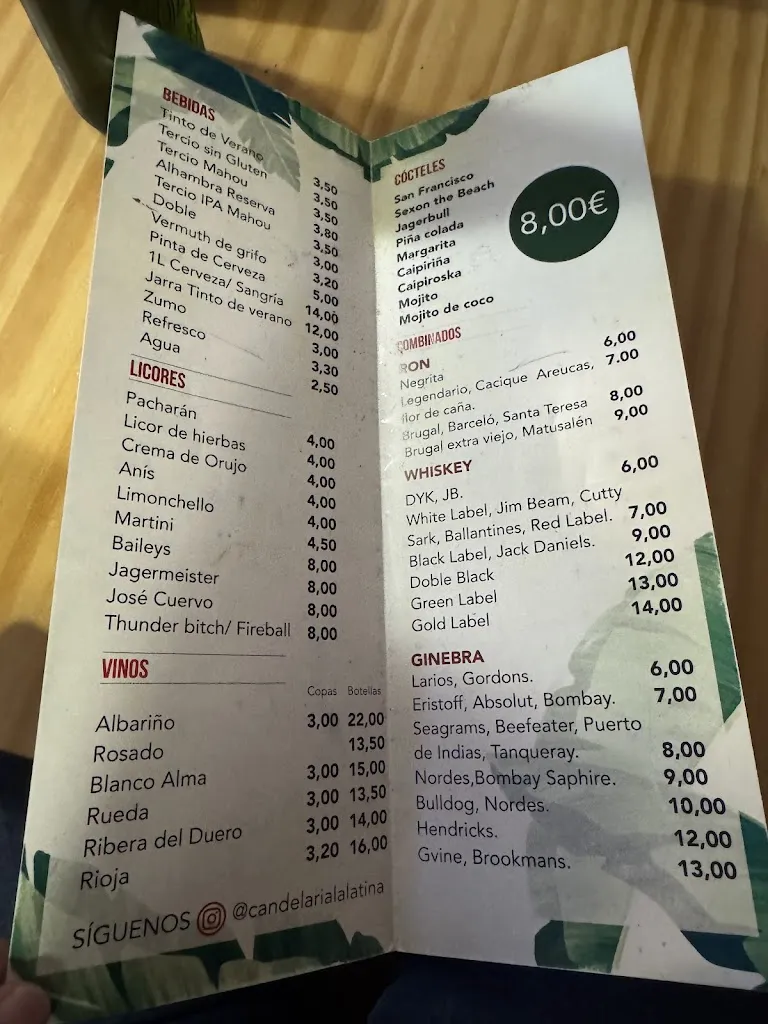 BEBIDAS
Tinto de Verano 3,50
Tercio sin Gluten 3,50
Tercio Mahou 3,50
Alhambra Reserva 3,80
Tercio IPA Mahou 3,50
Doble 3,00
Vermuth de grifo 3,20
Pinta de Cerveza 5,00
1L Cerveza/ Sangría 14,00
Jarra Tinto de verano 12,00
Zumo 3,00
Refresco 3,30
Agua 2,50
LICORES
Pacharán 4,00
Licor de hierbas 4,00
Crema de Orujo 4,00
Anís 4,00
Limonchello 4,00
Martini 4,50
Baileys 8,00
Jagermeister 8,00
José Cuervo 8,00
Thunder bitch/ Fireball 8,00
VINOS
Copas Botellas
Albariño 3,00 22,00
Rosado 13,50
Blanco Alma 3,00 15,00
Rueda 3,00 13,50
Ribera del Duero 3,00 14,00
Rioja 3,20 16,00
SÍGUENOS @candelarialalatina
CÓCTELES
San Francisco
Sexon the Beach
Jagerbull
Piña colada
Margarita
Caipiriña
Caipiroska
Mojito
Mojito de coco
8,00€
COMBINADOS
RON
Negrita 6,00
Legendario, Cacique Areucas, 7.00
flor de caña.
Brugal, Barceló, Santa Teresa 8,00
Brugal extra viejo, Matusalén 9,00
WHISKEY
DYK, JB. 6,00
White Label, Jim Beam, Cutty
Sark, Ballantines, Red Label. 7,00
Black Label, Jack Daniels. 9,00
Doble Black 12,00
Green Label 13,00
Gold Label 14,00
GINEBRA
Larios, Gordons. 6,00
Eristoff, Absolut, Bombay. 7,00
Seagrams, Beefeater, Puerto
de Indias, Tanqueray. 8,00
Nordes,Bombay Saphire. 9,00
Bulldog, Nordes. 10,00
Hendricks. 12,00
Gvine, Brookmans. 13,00